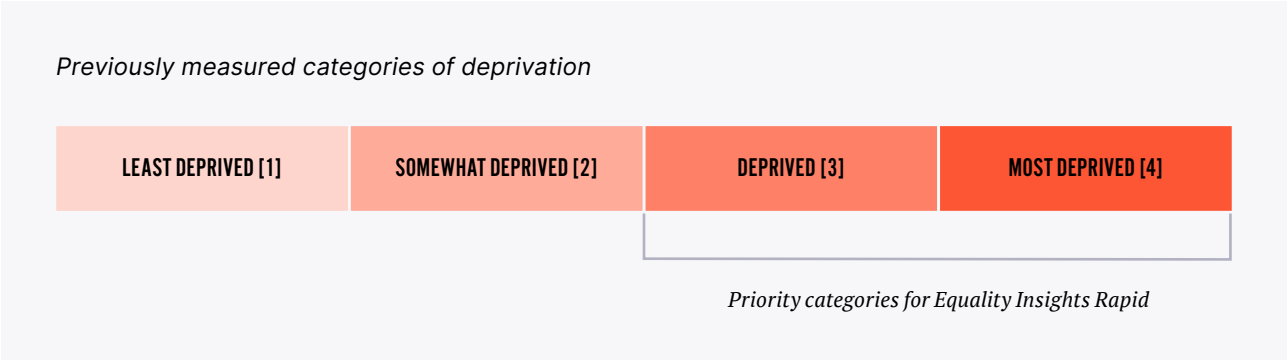 Previously measured categories of deprivation
LEAST DEPRIVED [1]
SOMEWHAT DEPRIVED [2]
DEPRIVED [3]
MOST DEPRIVED [4]
Priority categories for Equality Insights Rapid